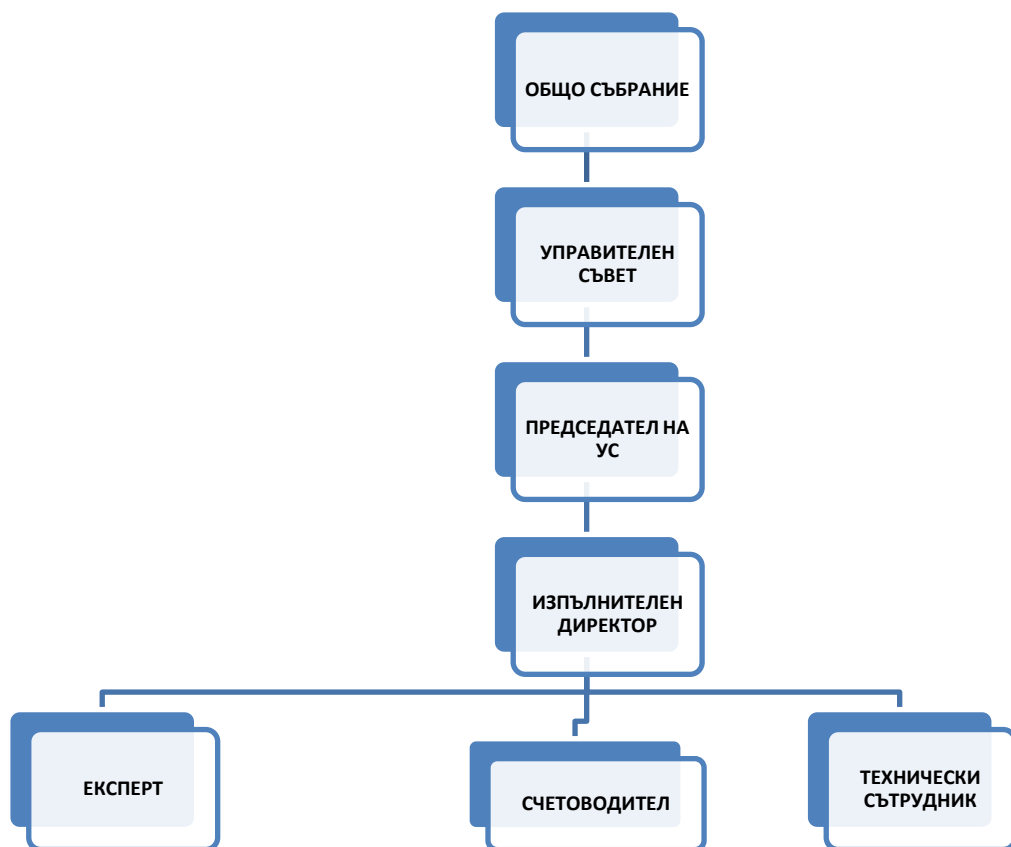 ОБЩО СЪБРАНИЕ
УПРАВИТЕЛЕН
СЪВЕТ
ПРЕДСЕДАТЕЛ НА
УС
ИЗПЪЛНИТЕЛЕН
ДИРЕКТОР
ЕКСПЕРТ
СЧЕТОВОДИТЕЛ
ТЕХНИЧЕСКИ
СЪТРУДНИК